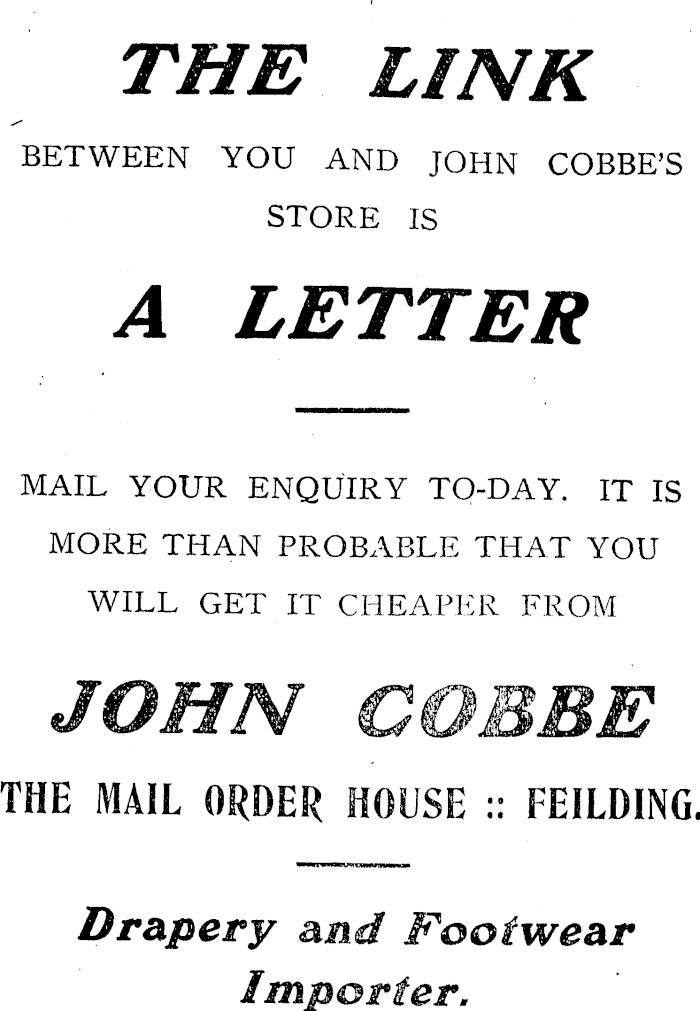 THE LINK
BETWEEN YOU AND JOHN COBBE'S
STORE IS
A LETTER
MAIL YOUR ENQUIRY TO-DAY. IT IS
MORE THAN PROBABLE THAT YOU
WILL GET IT CHEAPER FROM
JOHN COBBE
THE MAIL ORDER HOUSE :: FEILDING.
Drapery and Footwear
Importer.